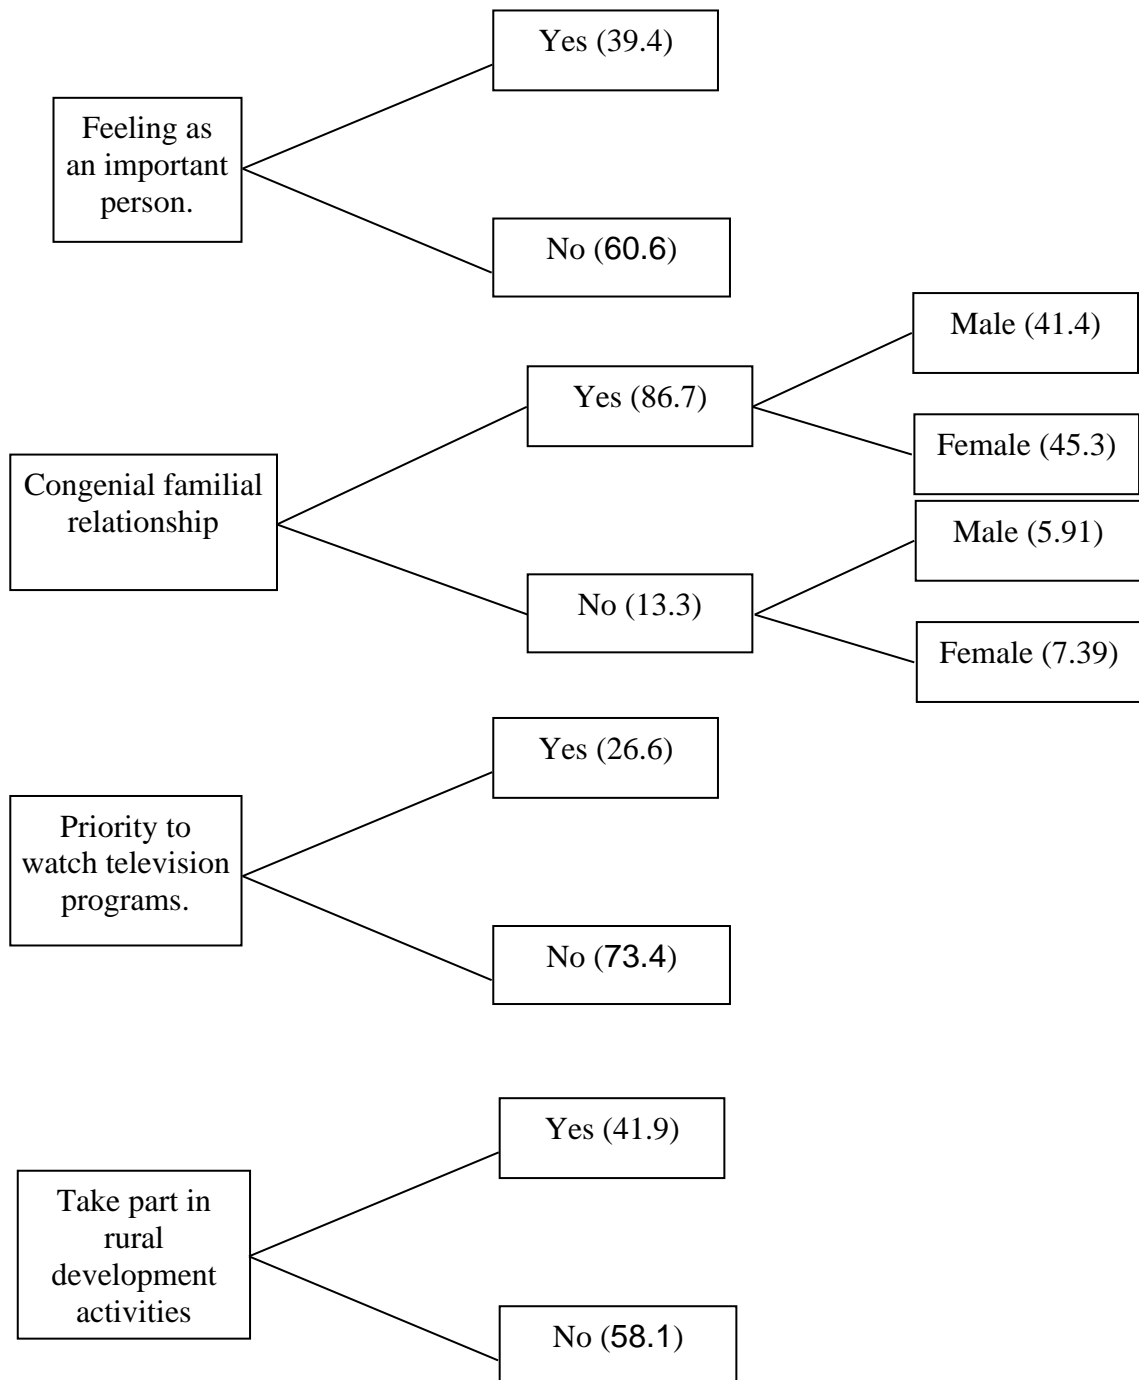 Yes (39.4)
Feeling as
an important
person.
No (60.6)
Male (41.4)
Yes (86.7)
Female (45.3)
Congenial familial
relationship
Male (5.91)
No (13.3)
Female (7.39)
Yes (26.6)
Priority to
watch television
programs.
No (73.4)
Yes (41.9)
Take part in
rural
development
activities
No (58.1)